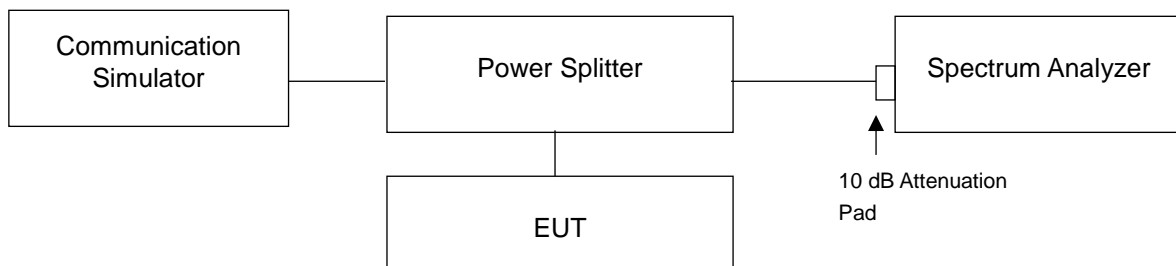 Communication
Simulator
Power Splitter
Spectrum Analyzer
10 dB Attenuation
Pad
EUT